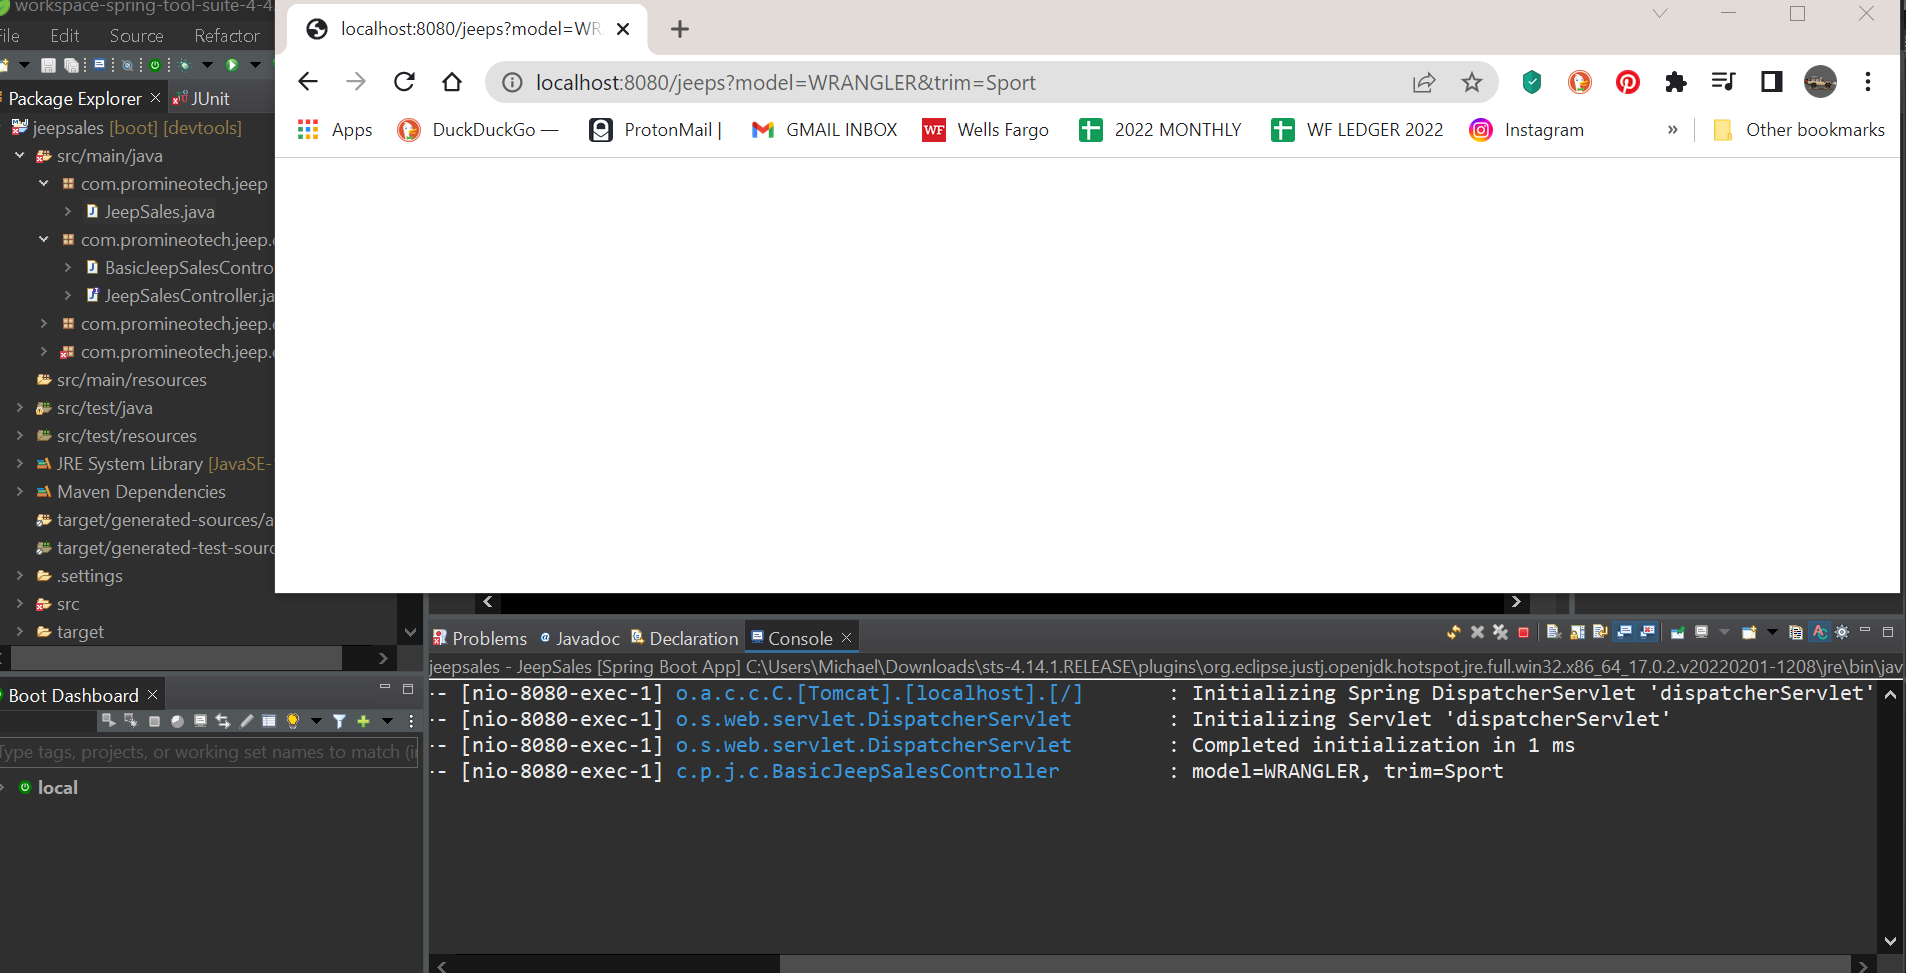 workspace-spring-tool-suite-4-4
File Edit Source Refactor
Package Explorer JUnit
jeepsales [boot] [devtools]
src/main/java
com.promineotech.jeep
JeepSales.java
com.promineotech.jeep.
BasicJeepSalesContro
JeepSalesController.ja
com.promineotech.jeep.
com.promineotech.jeep.
src/main/resources
src/test/java
src/test/resources
JRE System Library [JavaSE-
Maven Dependencies
target/generated-sources/a
target/generated-test-sourc
.settings
src
target
Boot Dashboard
Type tags, projects, or working set names to match (in
local
localhost:8080/jeeps?model=WR
localhost:8080/jeeps?model=WRANGLER&trim=Sport
Apps DuckDuckGo — ProtonMail | GMAIL INBOX WF Wells Fargo 2022 MONTHLY WF LEDGER 2022 Instagram » Other bookmarks
Problems Javadoc Declaration Console
jeepsales - JeepSales [Spring Boot App] C:\Users\Michael\Downloads\sts-4.14.1.RELEASE\plugins\org.eclipse.justj.openjdk.hotspot.jre.full.win32.x86_64_17.0.2.v20220201-1208\jre\bin\jav
-- [nio-8080-exec-1] o.a.c.c.C.[Tomcat].[localhost].[/] : Initializing Spring DispatcherServlet 'dispatcherServlet'
-- [nio-8080-exec-1] o.s.web.servlet.DispatcherServlet : Initializing Servlet 'dispatcherServlet'
-- [nio-8080-exec-1] o.s.web.servlet.DispatcherServlet : Completed initialization in 1 ms
-- [nio-8080-exec-1] c.p.j.c.BasicJeepSalesController : model=WRANGLER, trim=Sport